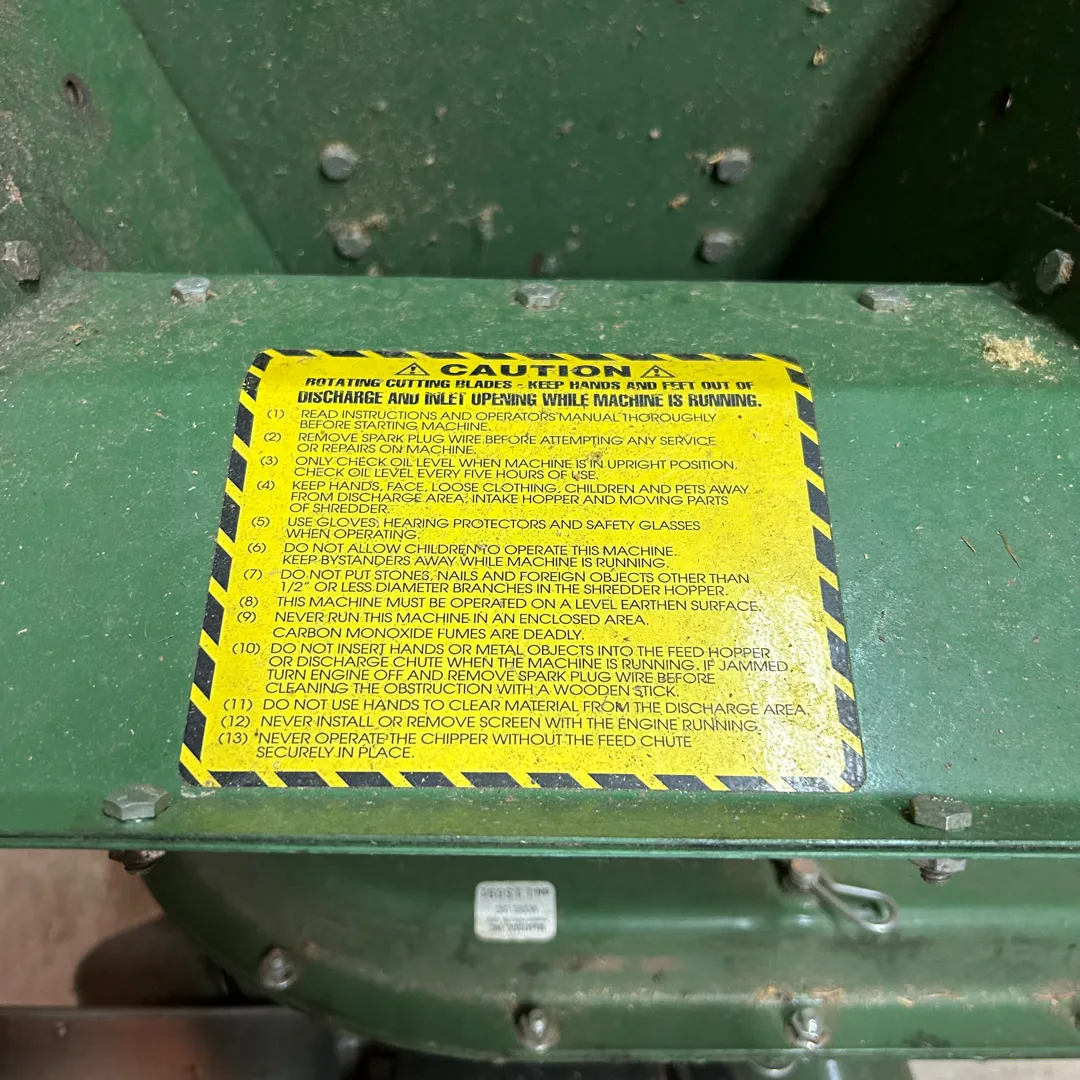 CAUTION
ROTATING CUTTING BLADES - KEEP HANDS AND FEET OUT OF
DISCHARGE AND INLET OPENING WHILE MACHINE IS RUNNING.
(1) READ INSTRUCTIONS AND OPERATORS MANUAL THOROUGHLY
BEFORE STARTING MACHINE.
(2) REMOVE SPARK PLUG WIRE BEFORE ATTEMPTING ANY SERVICE
OR REPAIRS ON MACHINE.
(3) ONLY CHECK OIL LEVEL WHEN MACHINE IS IN UPRIGHT POSITION.
CHECK OIL LEVEL EVERY FIVE HOURS OF USE.
(4) KEEP HANDS, FACE, LOOSE CLOTHING, CHILDREN AND PETS AWAY
FROM DISCHARGE AREA, INTAKE HOPPER AND MOVING PARTS
OF SHREDDER.
(5) USE GLOVES, HEARING PROTECTORS AND SAFETY GLASSES
WHEN OPERATING.
(6) DO NOT ALLOW CHILDREN TO OPERATE THIS MACHINE.
KEEP BYSTANDERS AWAY WHILE MACHINE IS RUNNING.
(7) DO NOT PUT STONES, NAILS AND FOREIGN OBJECTS OTHER THAN
1/2" OR LESS DIAMETER BRANCHES IN THE SHREDDER HOPPER.
(8) THIS MACHINE MUST BE OPERATED ON A LEVEL EARTHEN SURFACE.
(9) NEVER RUN THIS MACHINE IN AN ENCLOSED AREA.
CARBON MONOXIDE FUMES ARE DEADLY.
(10) DO NOT INSERT HANDS OR METAL OBJECTS INTO THE FEED HOPPER
OR DISCHARGE CHUTE WHEN THE MACHINE IS RUNNING. IF JAMMED,
TURN ENGINE OFF AND REMOVE SPARK PLUG WIRE BEFORE
CLEANING THE OBSTRUCTION WITH A WOODEN STICK.
(11) DO NOT USE HANDS TO CLEAR MATERIAL FROM THE DISCHARGE AREA.
(12) NEVER INSTALL OR REMOVE SCREEN WITH THE ENGINE RUNNING.
(13) NEVER OPERATE THE CHIPPER WITHOUT THE FEED CHUTE
SECURELY IN PLACE.